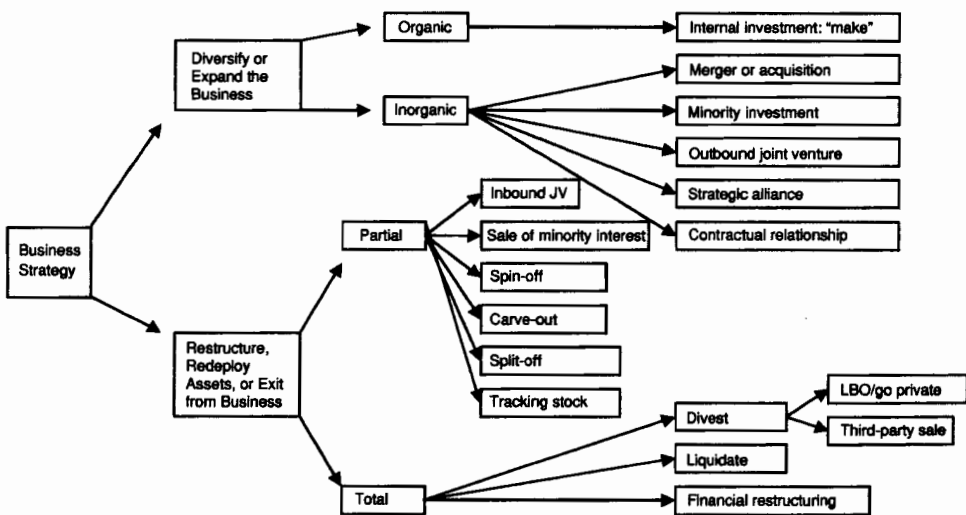 Organic
Internal investment: “make”
Diversify or
Expand the
Business
Merger or acquisition
Inorganic
Minority investment
Outbound joint venture
Inbound JV
Strategic alliance
Partial
Sale of minority interest
Contractual relationship
Business
Strategy
Spin-off
Carve-out
Restructure,
Redeploy
Assets, or Exit
from Business
Split-off
Tracking stock
LBO/go private
Divest
Third-party sale
Liquidate
Total
Financial restructuring